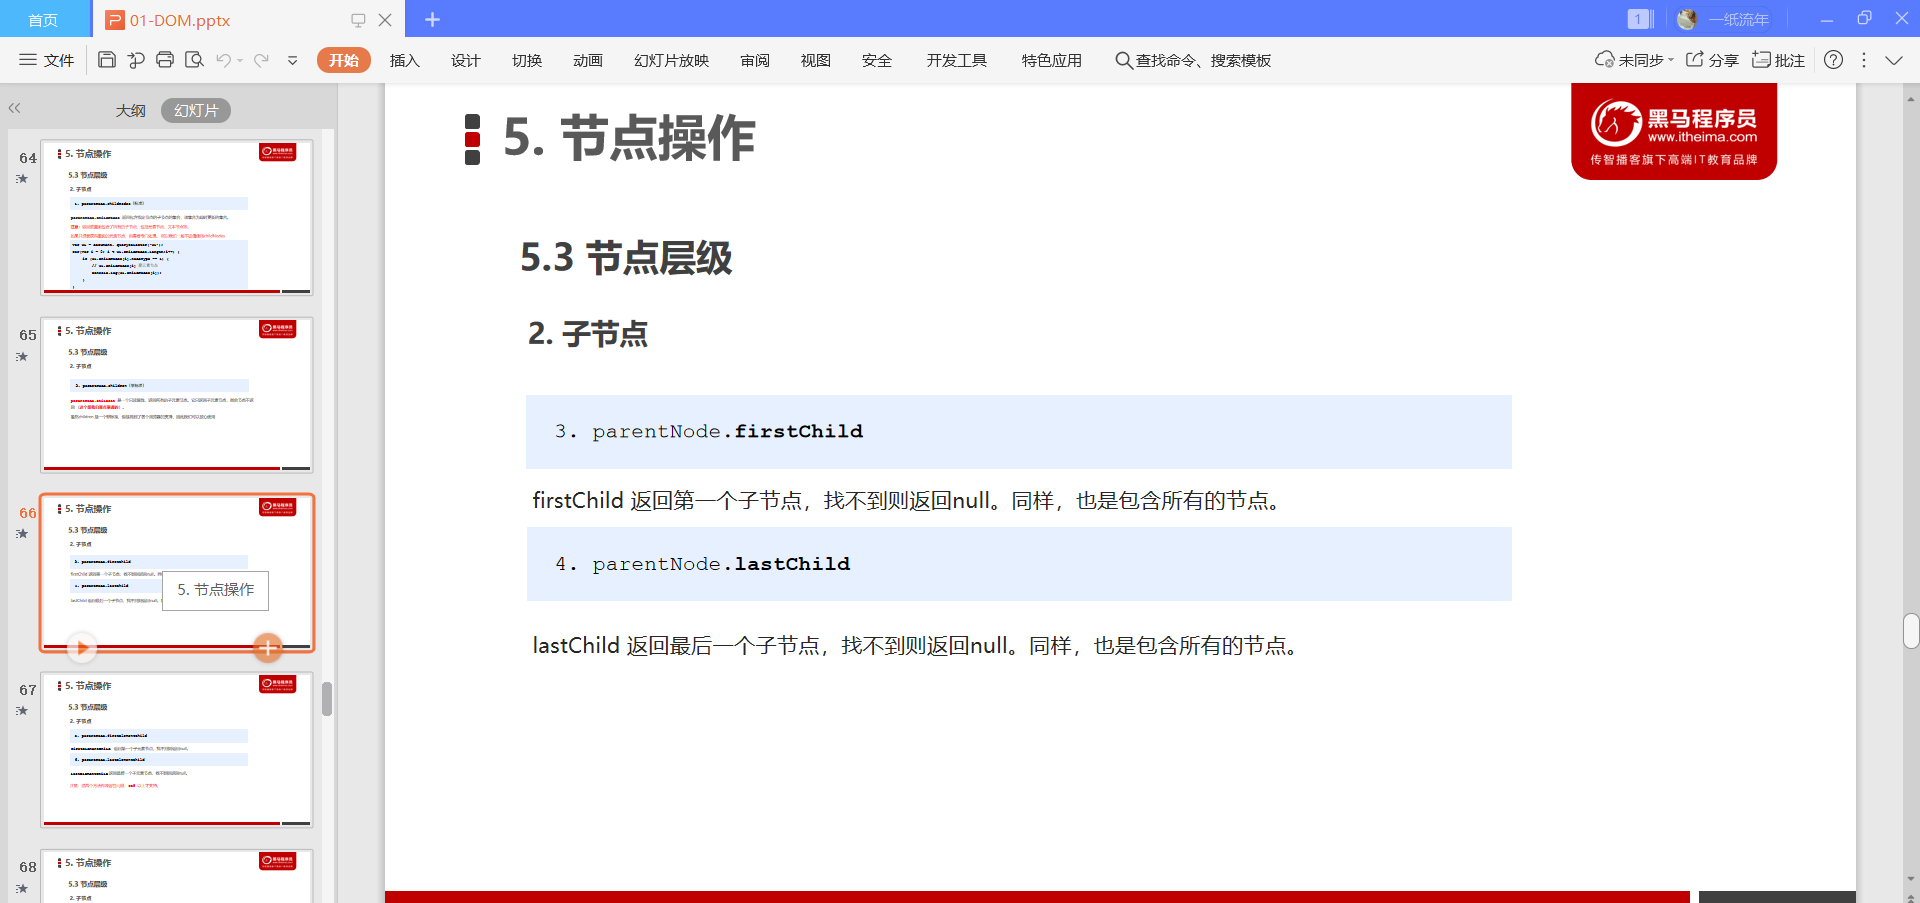 首页
01-DOM.pptx
1
一纸流年
文件
开始
插入
设计
切换
动画
幻灯片放映
审阅
视图
安全
开发工具
特色应用
查找命令、搜索模板
未同步
分享
批注
大纲
幻灯片
64
5. 节点操作
5.3 节点层级
2. 子节点
65
5. 节点操作
5.3 节点层级
2. 子节点
66
5. 节点操作
5.3 节点层级
2. 子节点
5. 节点操作
67
5. 节点操作
5.3 节点层级
2. 子节点
68
5. 节点操作
5.3 节点层级
2. 子节点
5. 节点操作
黑马程序员
www.itheima.com
传智播客旗下高端IT教育品牌
5.3 节点层级
2. 子节点
3. parentNode.firstChild
firstChild 返回第一个子节点，找不到则返回null。同样，也是包含所有的节点。
4. parentNode.lastChild
lastChild 返回最后一个子节点，找不到则返回null。同样，也是包含所有的节点。